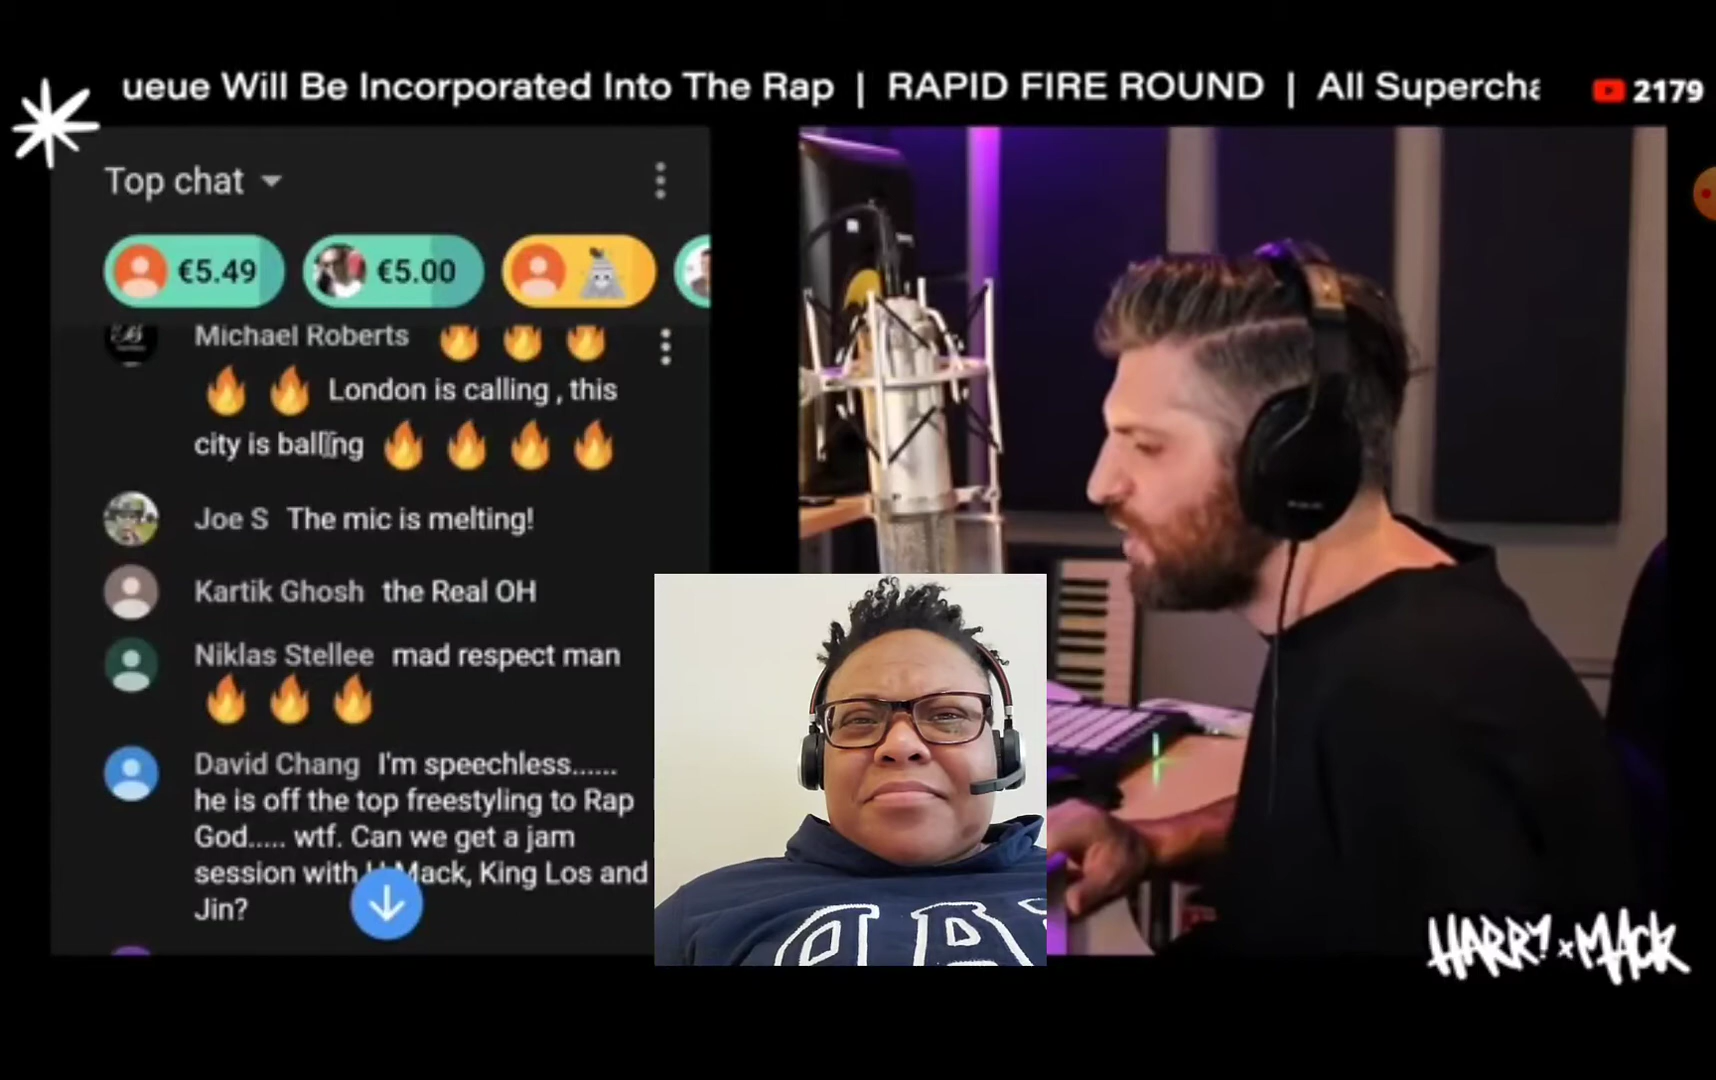 ueue Will Be Incorporated Into The Rap | RAPID FIRE ROUND | All Supercha
2179
Top chat
€5.49
€5.00
Michael Roberts 🔥 🔥 🔥
🔥 🔥 London is calling , this
city is balling 🔥 🔥 🔥 🔥
Joe S The mic is melting!
Kartik Ghosh the Real OH
Niklas Stellee mad respect man
🔥 🔥 🔥
David Chang I'm speechless......
he is off the top freestyling to Rap
God..... wtf. Can we get a jam
session with Mack, King Los and
Jin?
HARRY MACK